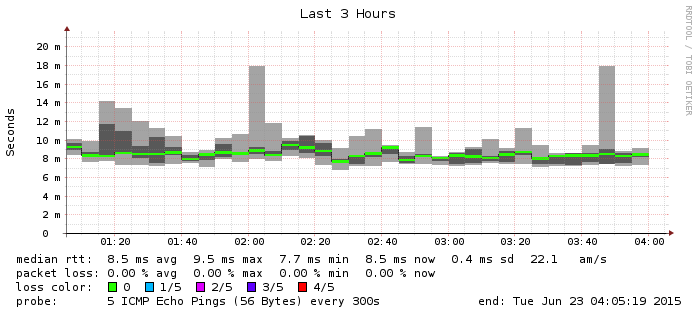 Last 3 Hours
RRDTOOL / TOBI OETIKER
Seconds
20 m
18 m
16 m
14 m
12 m
10 m
8 m
6 m
4 m
2 m
0
01:20 01:40 02:00 02:20 02:40 03:00 03:20 03:40 04:00
median rtt: 8.5 ms avg 9.5 ms max 7.7 ms min 8.5 ms now 0.4 ms sd 22.1 am/s
packet loss: 0.00 % avg 0.00 % max 0.00 % min 0.00 % now
loss color: 0 1/5 2/5 3/5 4/5
probe: 5 ICMP Echo Pings (56 Bytes) every 300s end: Tue Jun 23 04:05:19 2015